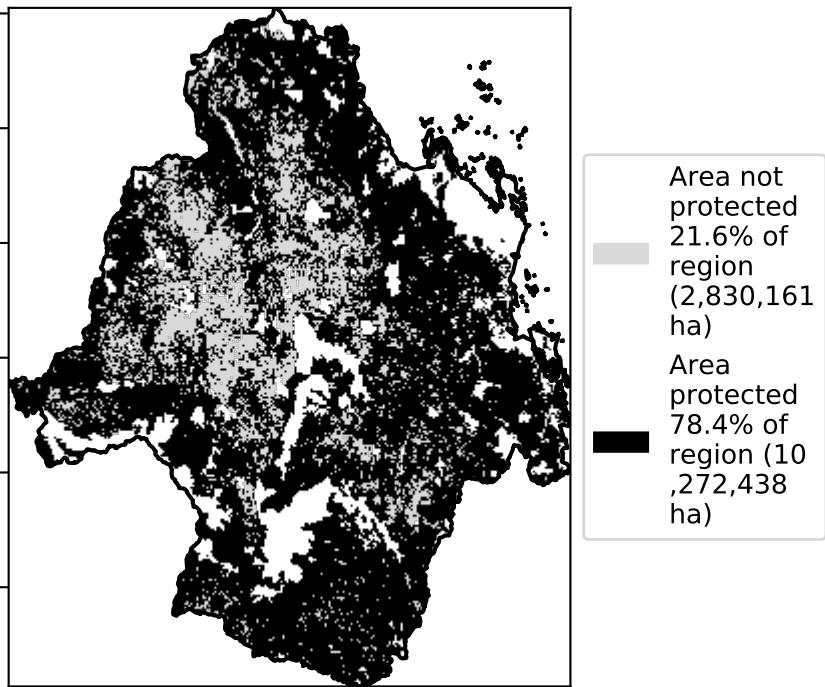 Area not
protected
21.6% of
region
(2,830,161
ha)
Area
protected
78.4% of
region (10
,272,438
ha)